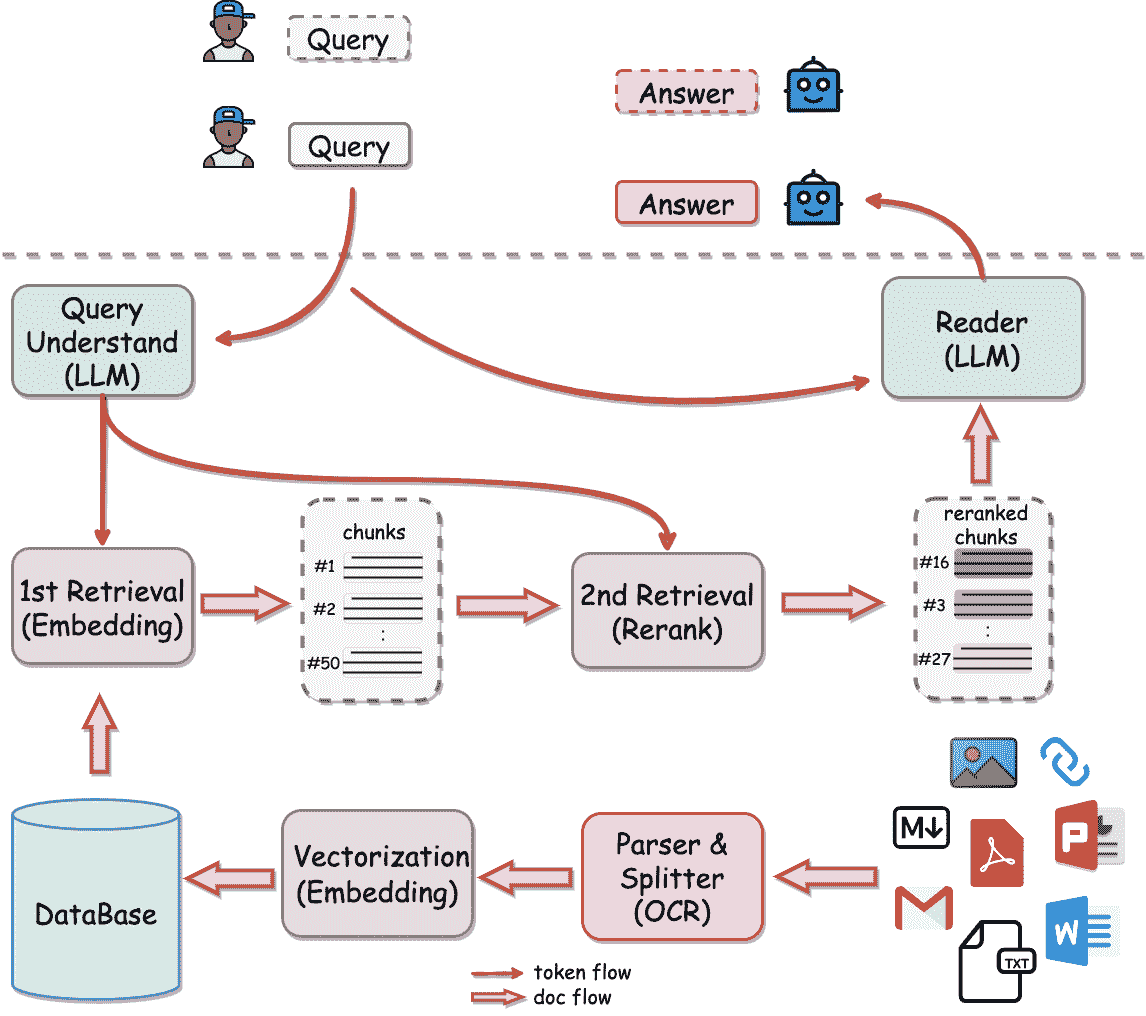 Query
Answer
Query
Answer
Query
Understand
(LLM)
Reader
(LLM)
chunks
#1
#2
:
#50
reranked
chunks
#16
#3
:
#27
1st Retrieval
(Embedding)
2nd Retrieval
(Rerank)
DataBase
Vectorization
(Embedding)
Parser &
Splitter
(OCR)
M
P
W
TXT
token flow
doc flow